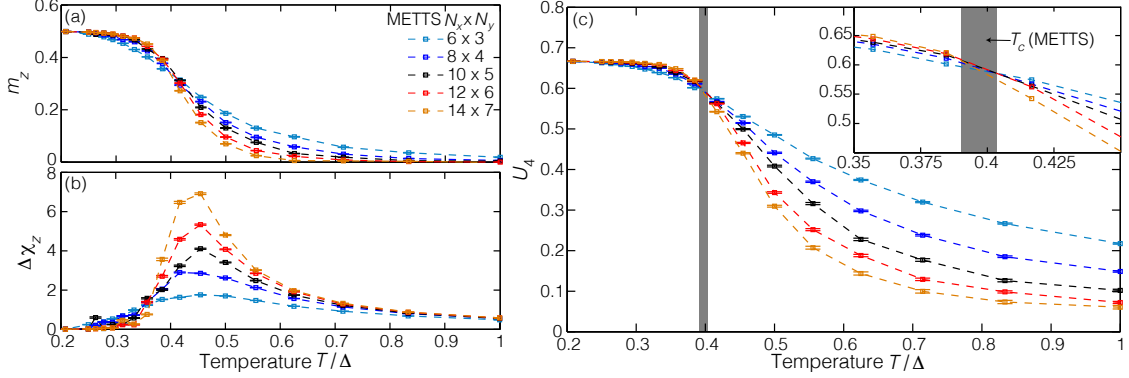 (a)
METTS Nx x Ny
6 x 3
8 x 4
10 x 5
12 x 6
14 x 7
0.6
0.4
0.2
0
m_z
(b)
8
6
4
2
0
Δχ_z
0.2 0.3 0.4 0.5 0.6 0.7 0.8 0.9 1
Temperature T/Δ
(c)
0.8
0.7
0.6
0.5
0.4
0.3
0.2
0.1
0
U_4
0.2 0.3 0.4 0.5 0.6 0.7 0.8 0.9 1
Temperature T/Δ
T_c (METTS)
0.65
0.6
0.55
0.5
0.35 0.375 0.4 0.425